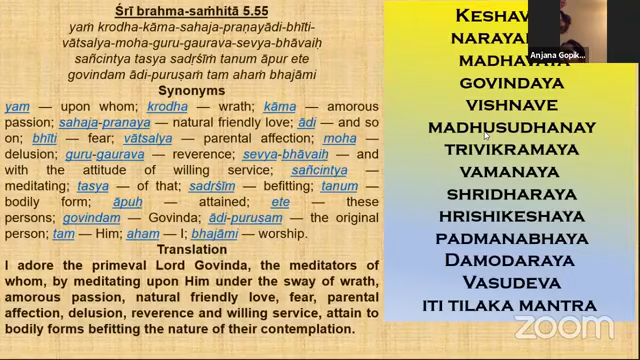 Śrī brahma-saṁhitā 5.55
yaṁ krodha-kāma-sahaja-praṇayādi-bhīti-
vātsalya-moha-guru-gaurava-sevya-bhāvaiḥ
sañcintya tasya sadṛśīṁ tanum āpur ete
govindam ādi-puruṣaṁ tam ahaṁ bhajāmi
Synonyms
yam — upon whom; krodha — wrath; kāma — amorous
passion; sahaja-pranaya — natural friendly love; ādi — and so
on; bhīti — fear; vātsalya — parental affection; moha —
delusion; guru-gaurava — reverence; sevya-bhāvaih — and
with the attitude of willing service; sañcintya —
meditating; tasya — of that; sadrśīm — befitting; tanum —
bodily form; āpuh — attained; ete — these
persons; govindam — Govinda; ādi-purusam — the original
person; tam — Him; aham — I; bhajāmi — worship.
Translation
I adore the primeval Lord Govinda, the meditators of
whom, by meditating upon Him under the sway of wrath,
amorous passion, natural friendly love, fear, parental
affection, delusion, reverence and willing service, attain to
bodily forms befitting the nature of their contemplation.
KESHAV
NARAYA
MADHAVAYA
GOVINDAYA
VISHNAVE
MADHUSUDHANAY
TRIVIKRAMAYA
VAMANAYA
SHRIDHARAYA
HRISHIKESHAYA
PADMANABHAYA
DAMODARAYA
VASUDEVA
ITI TILAKA MANTRA
Anjana Gopik...
zoom